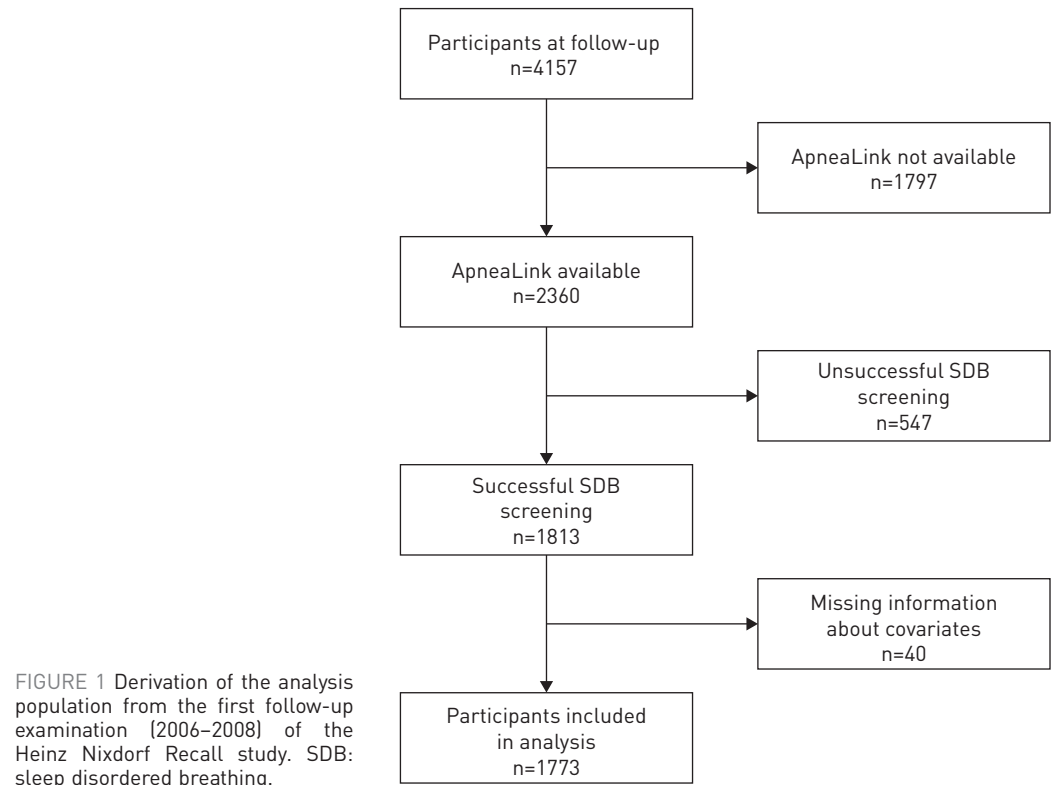 Participants at follow-up
n=4157
ApneaLink not available
n=1797
ApneaLink available
n=2360
Unsuccessful SDB
screening
n=547
Successful SDB
screening
n=1813
Missing information
about covariates
n=40
Participants included
in analysis
n=1773
FIGURE 1 Derivation of the analysis
population from the first follow-up
examination (2006–2008) of the
Heinz Nixdorf Recall study. SDB:
sleep disordered breathing.